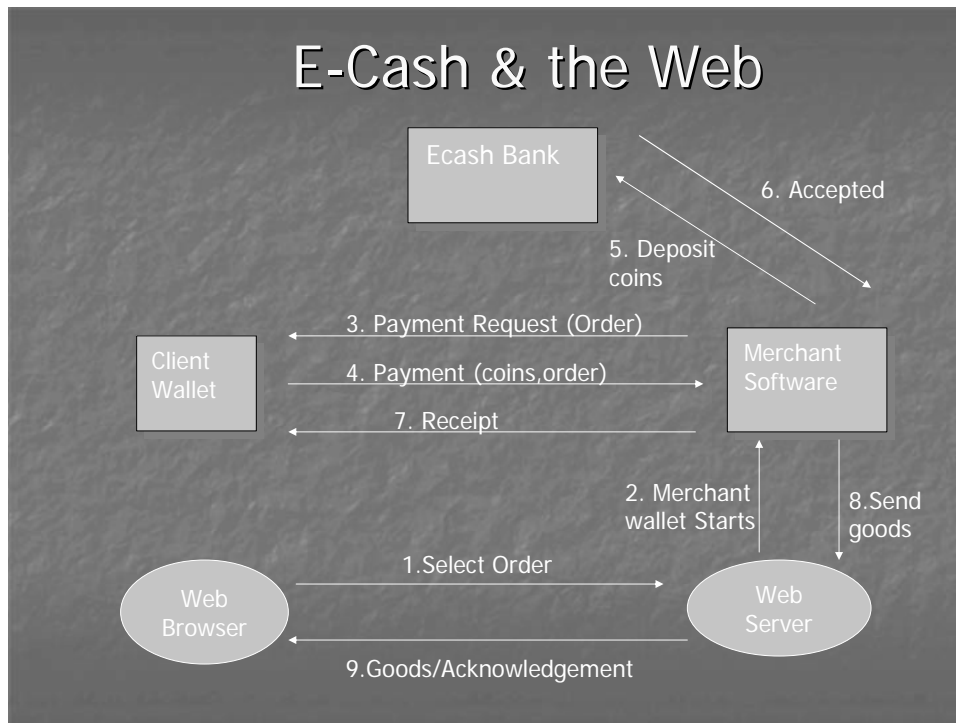 E-Cash & the Web
Ecash Bank
6. Accepted
5. Deposit
coins
3. Payment Request (Order)
Client
Wallet
4. Payment (coins,order)
Merchant
Software
7. Receipt
2. Merchant
wallet Starts
8.Send
goods
1.Select Order
Web
Browser
Web
Server
9.Goods/Acknowledgement